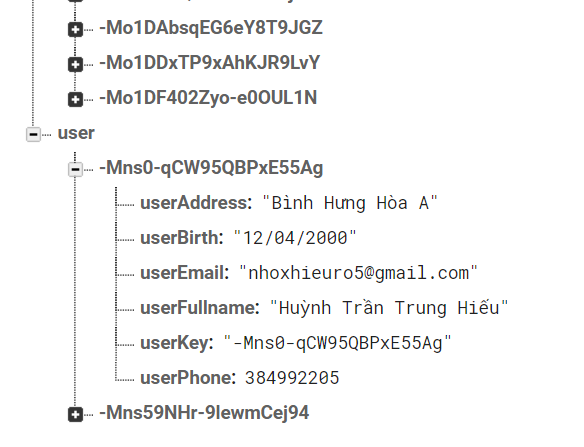 -Mo1DAbsqEG6eY8T9JGZ
-Mo1DDxTP9xAhKJR9LvY
-Mo1DF402Zyo-e0OUL1N
user
-Mns0-qCW95QBPxE55Ag
userAddress: "Bình Hưng Hòa A"
userBirth: "12/04/2000"
userEmail: "nhoxhieuro5@gmail.com"
userFullname: "Huỳnh Trần Trung Hiếu"
userKey: "-Mns0-qCW95QBPxE55Ag"
userPhone: 384992205
-Mns59NHr-9lewmCej94